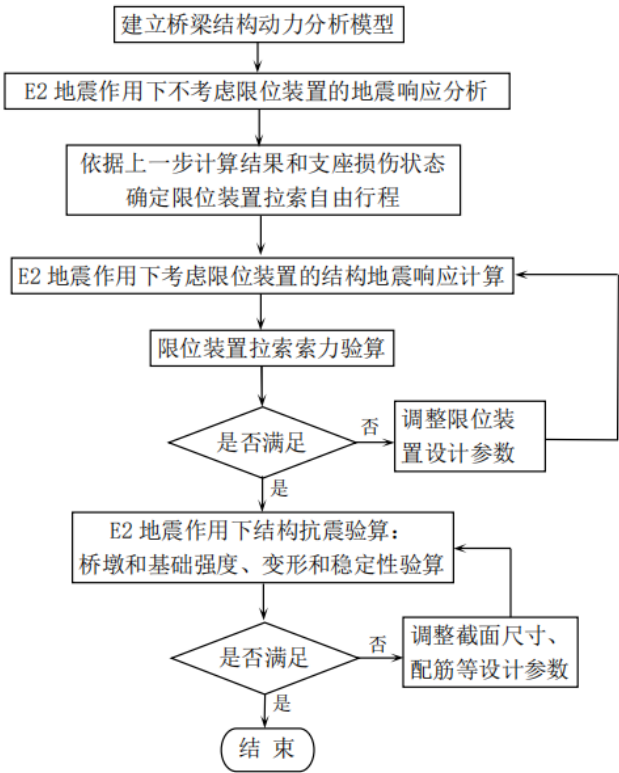 建立桥梁结构动力分析模型
E2 地震作用下不考虑限位装置的地震响应分析
依据上一步计算结果和支座损伤状态
确定限位装置拉索自由行程
E2 地震作用下考虑限位装置的结构地震响应计算
限位装置拉索索力验算
是否满足
否
调整限位装
置设计参数
是
E2 地震作用下结构抗震验算：
桥墩和基础强度、变形和稳定性验算
是否满足
否
调整截面尺寸、
配筋等设计参数
是
结 束